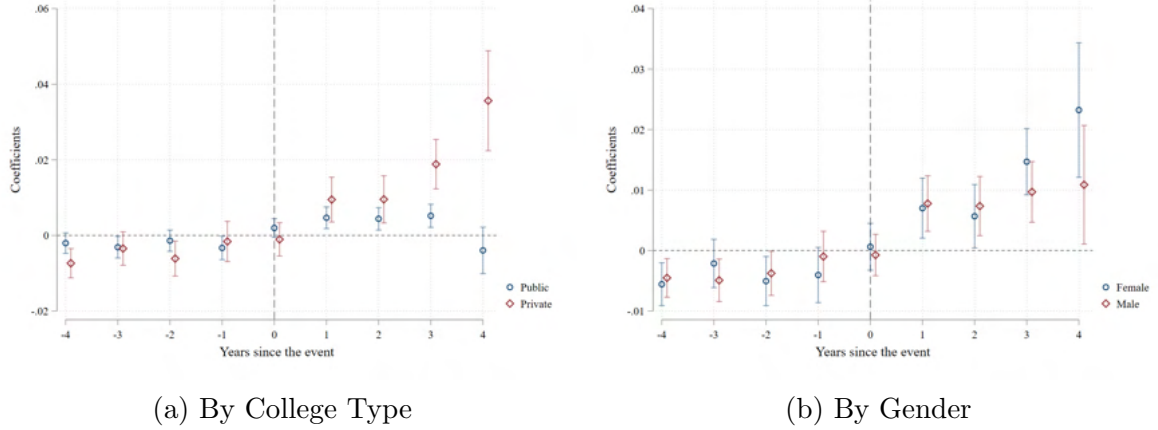 .06
.04
.02
0
-.02
Coefficients
-4 -3 -2 -1 0 1 2 3 4
Years since the event
Public
Private
(a) By College Type
.04
.03
.02
.01
0
-.01
Coefficients
-4 -3 -2 -1 0 1 2 3 4
Years since the event
Female
Male
(b) By Gender